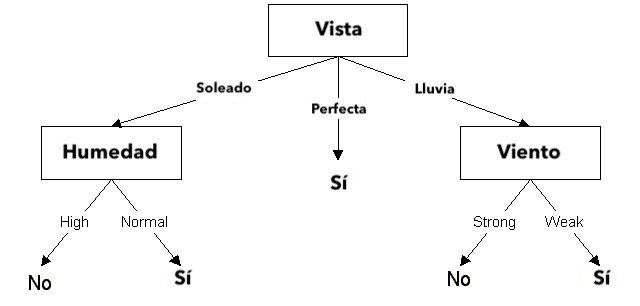 Vista
Soleado
Perfecta
Lluvia
Humedad
Sí
Viento
High
Normal
Strong
Weak
No
Sí
No
Sí